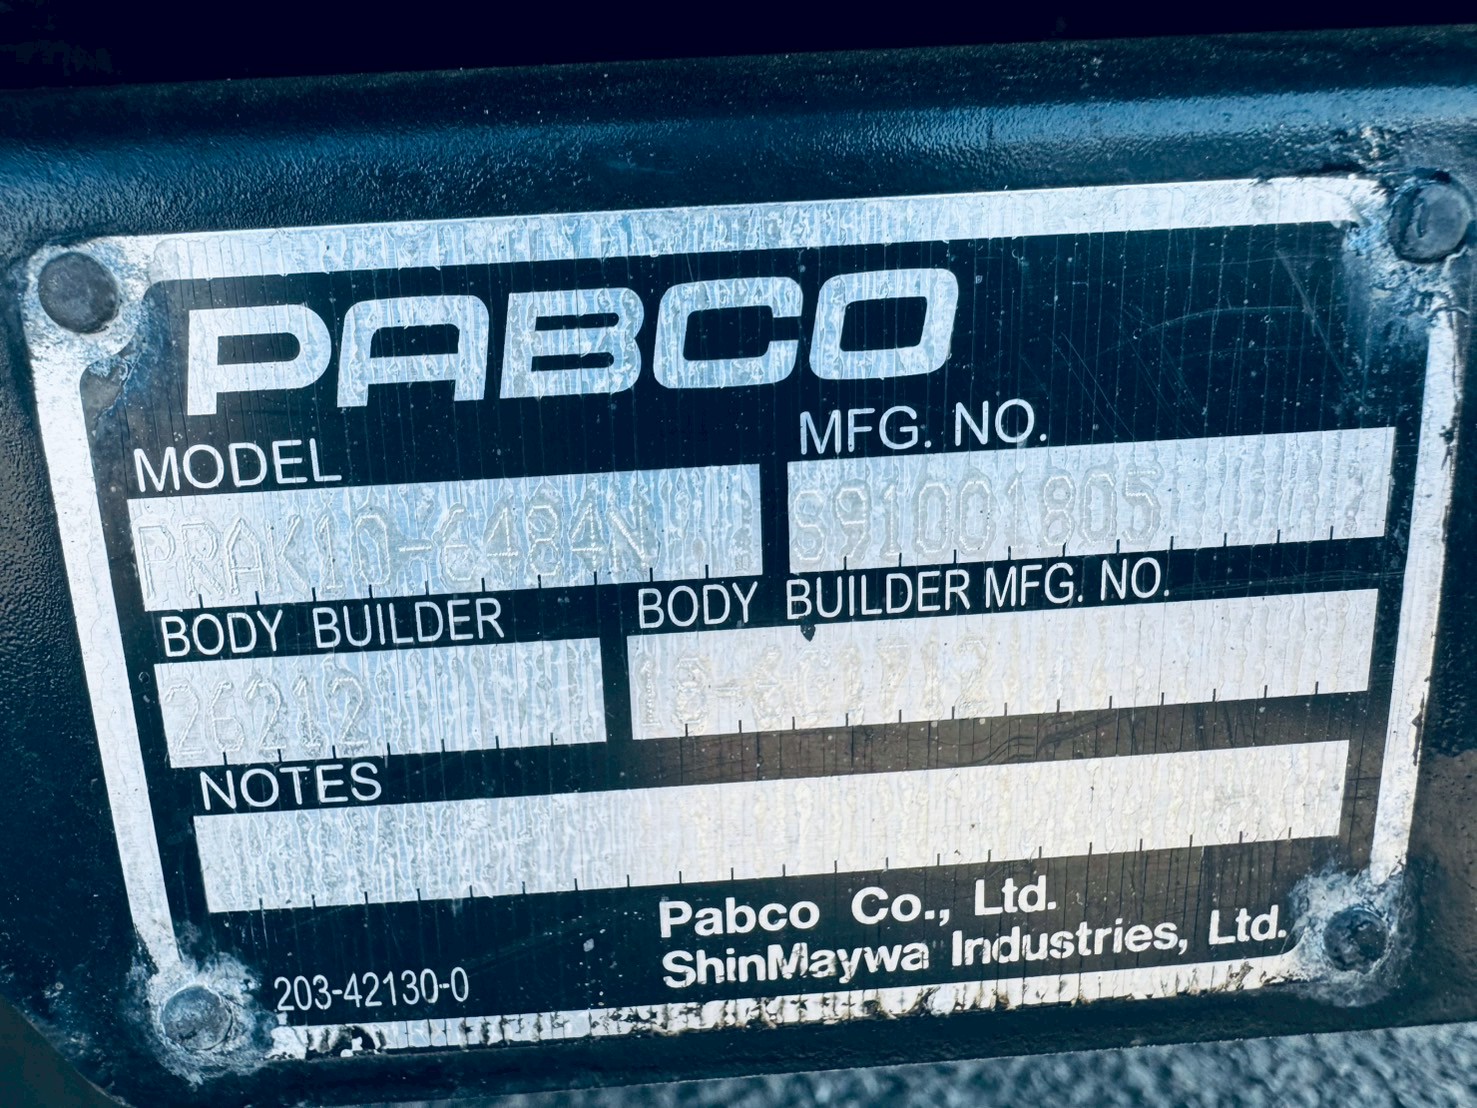 PABCO
MODEL MFG. NO.
PRAK10-6484N S91001805
BODY BUILDER BODY BUILDER MFG. NO.
26212
NOTES
Pabco Co., Ltd.
ShinMaywa Industries, Ltd.
203-42130-0